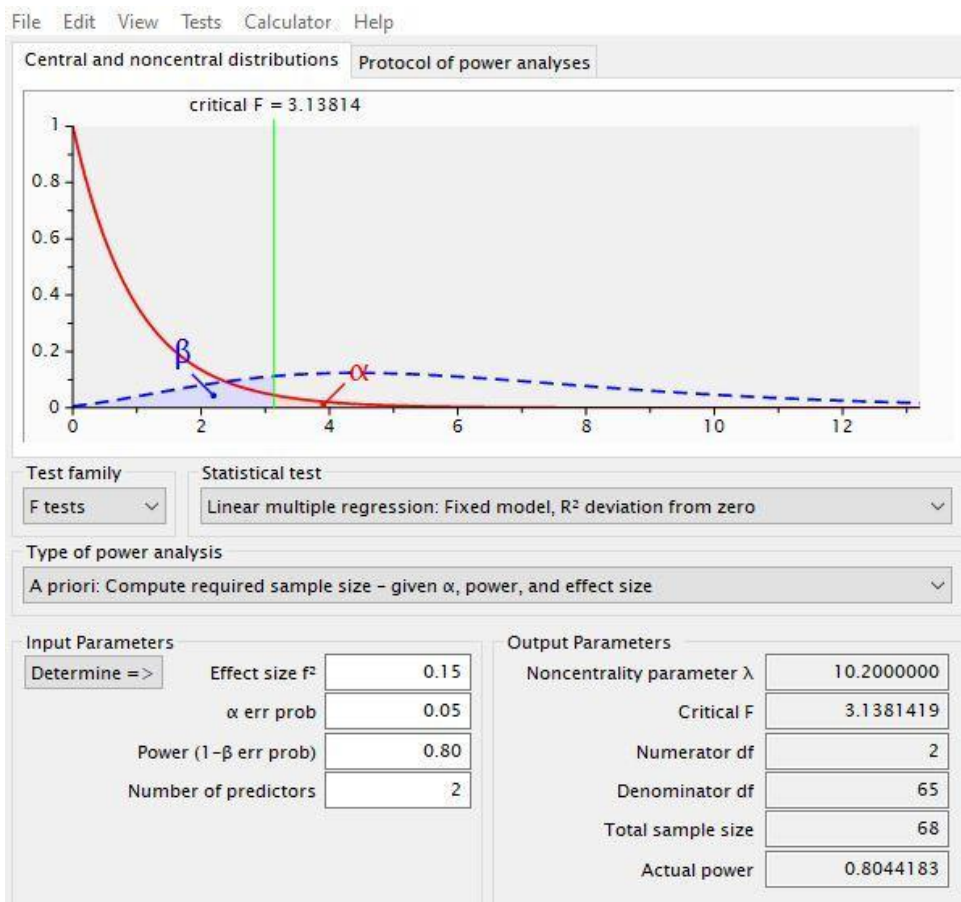 File Edit View Tests Calculator Help
Central and noncentral distributions Protocol of power analyses
critical F = 3.13814
1
0.8
0.6
0.4
0.2
0
β
α
0 2 4 6 8 10 12
Test family
F tests
Statistical test
Linear multiple regression: Fixed model, R² deviation from zero
Type of power analysis
A priori: Compute required sample size – given α, power, and effect size
Input Parameters
Determine =>
Effect size f² 0.15
α err prob 0.05
Power (1-β err prob) 0.80
Number of predictors 2
Output Parameters
Noncentrality parameter λ 10.2000000
Critical F 3.1381419
Numerator df 2
Denominator df 65
Total sample size 68
Actual power 0.8044183